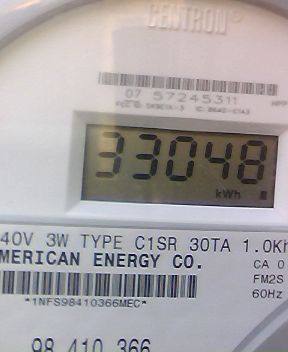 CENTRON®
07 57245311
33048
kWh
40V 3W TYPE C1SR 30TA 1.0Kh
MERICAN ENERGY CO.
CA 0
FM2S
60Hz
*1NFS98410366MEC*
98 410 366